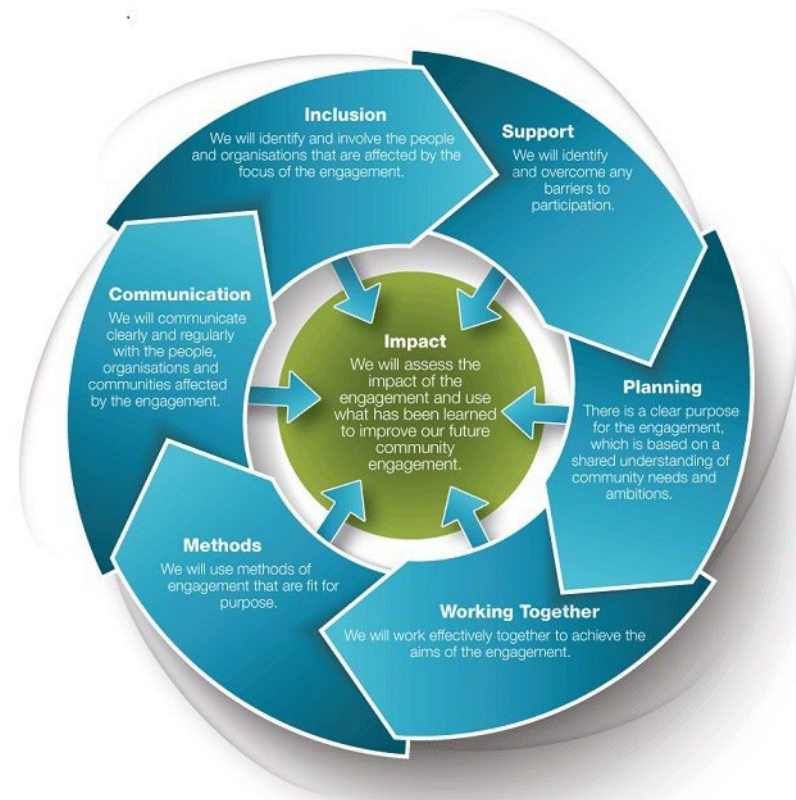 Inclusion
We will identify and involve the people
and organisations that are affected by the
focus of the engagement.
Support
We will identify
and overcome any
barriers to
participation.
Planning
There is a clear purpose
for the engagement,
which is based on a
shared understanding of
community needs and
ambitions.
Working Together
We will work effectively together to achieve the
aims of the engagement.
Methods
We will use methods of
engagement that are fit for
purpose.
Communication
We will communicate
clearly and regularly
with the people,
organisations and
communities affected
by the engagement.
Impact
We will assess the
impact of the
engagement and use
what has been learned
to improve our future
community
engagement.